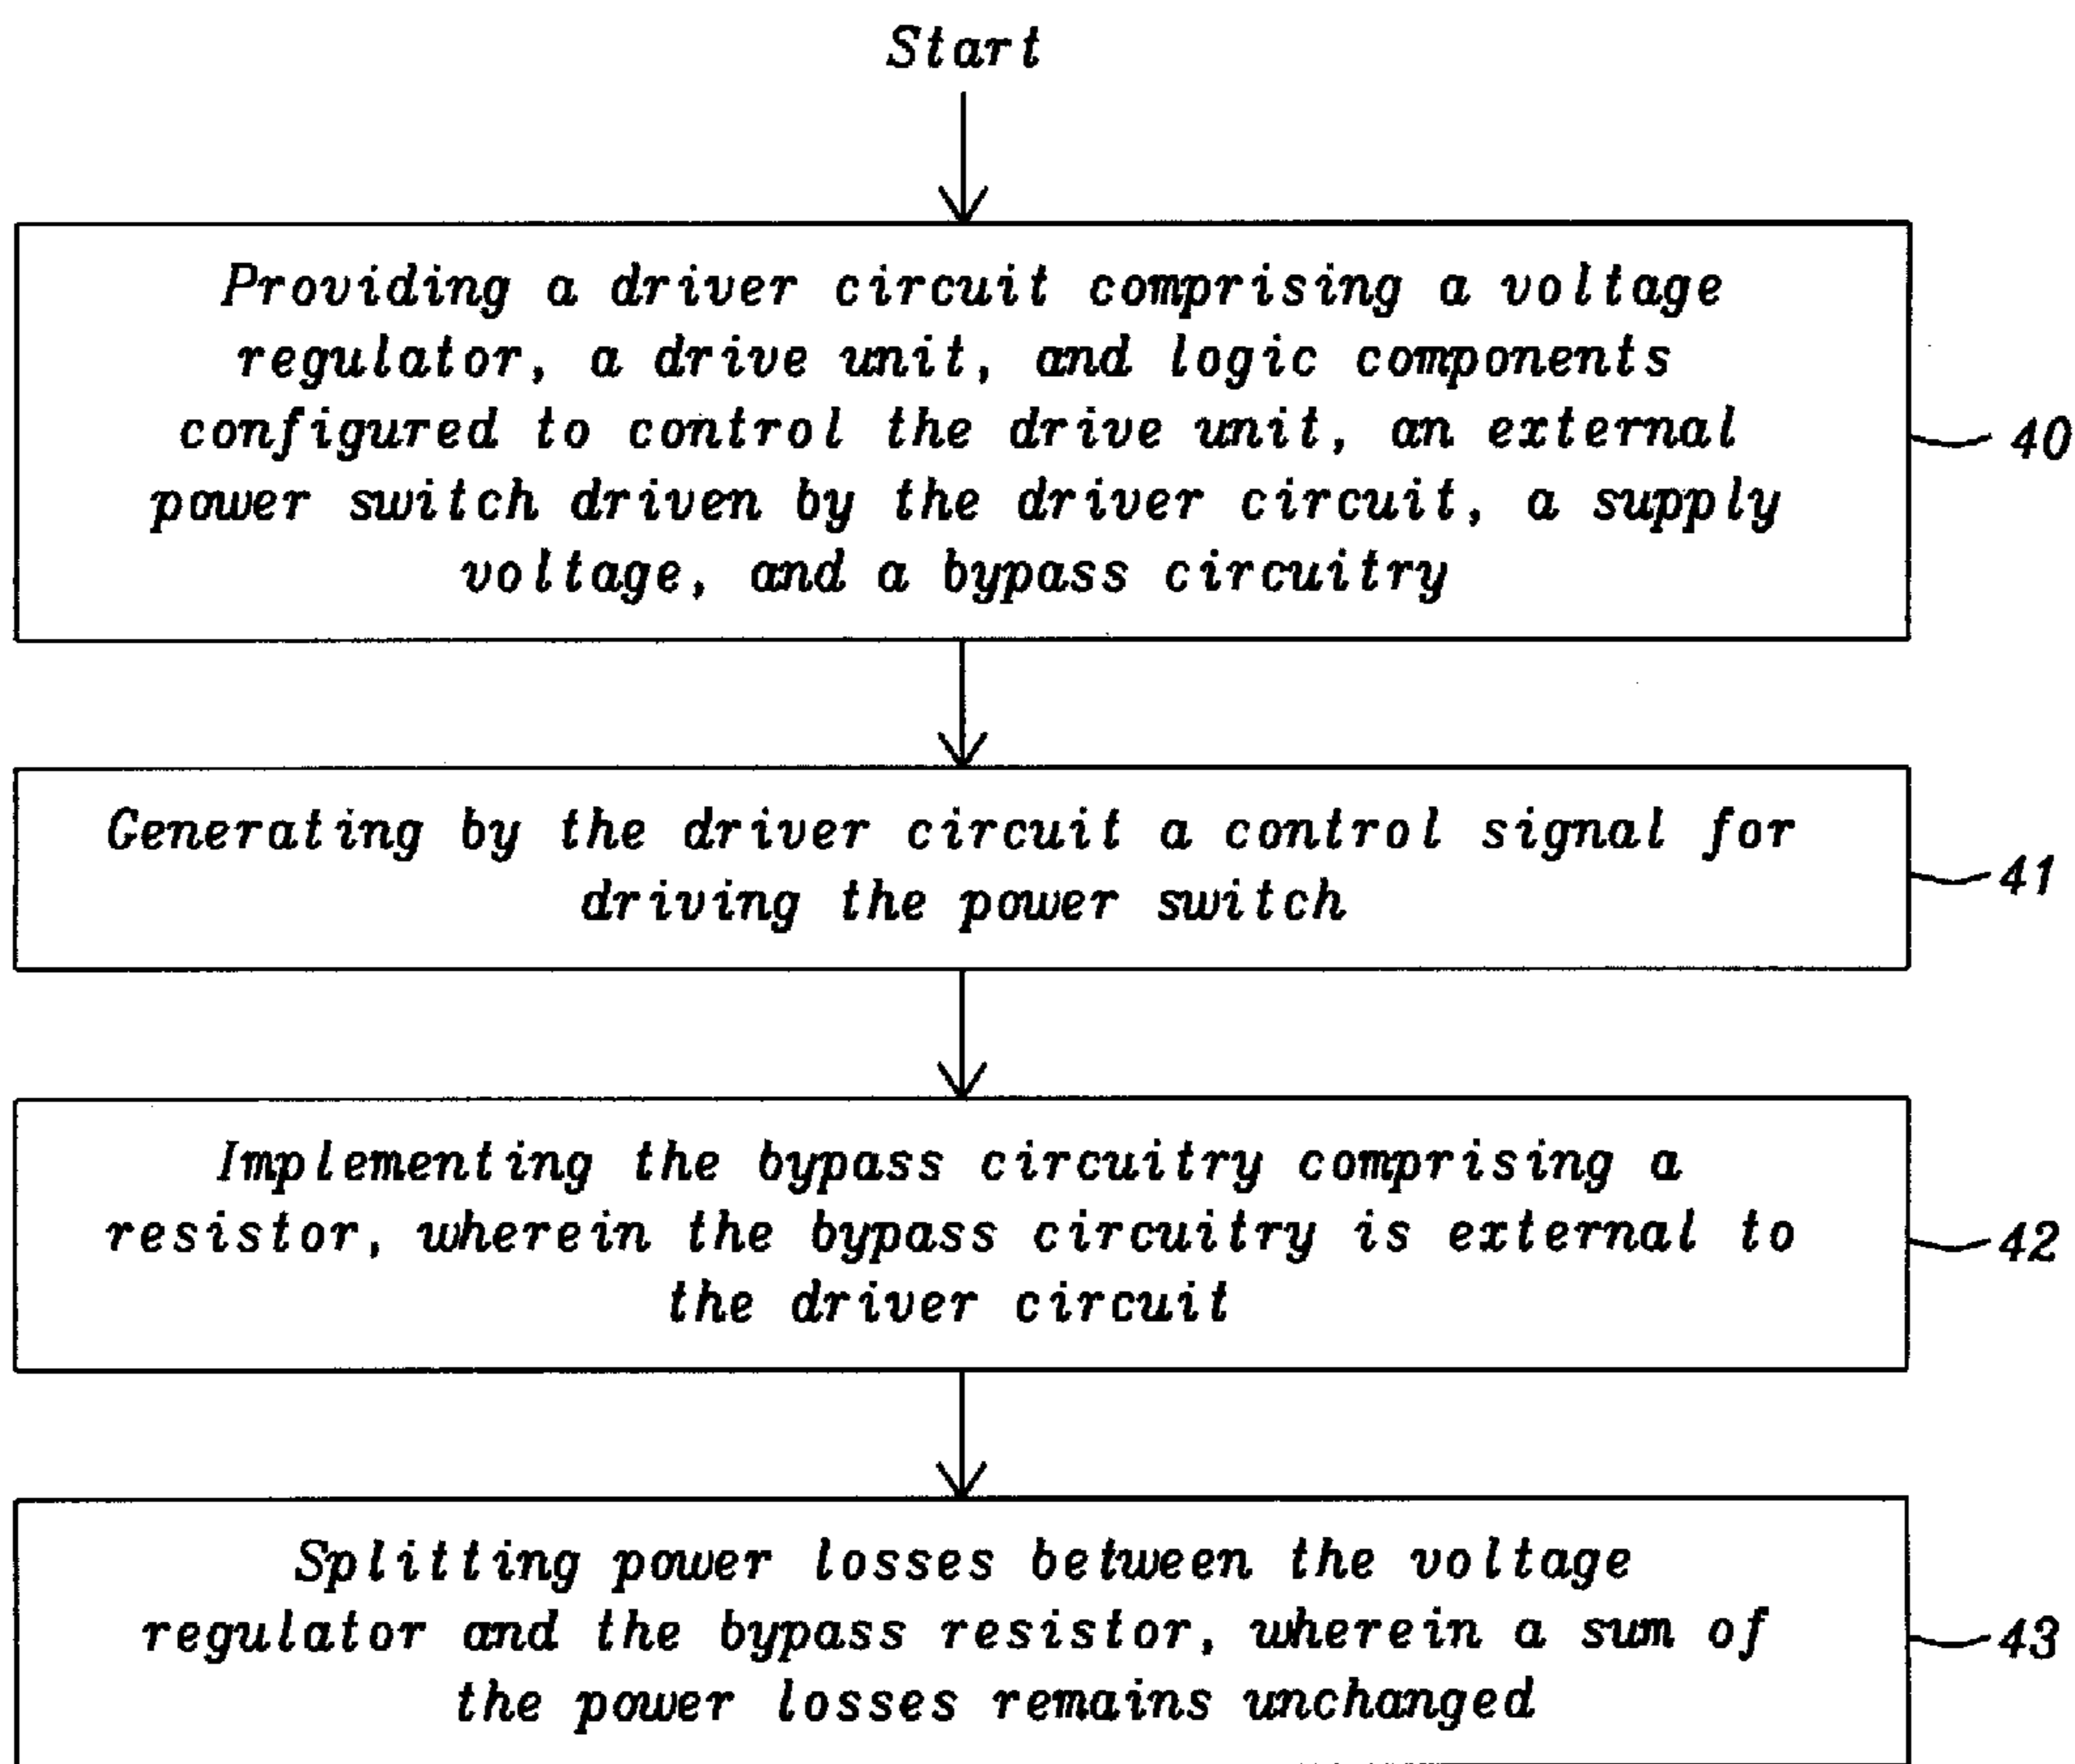 Start
Providing a driver circuit comprising a voltage
regulator, a drive unit, and logic components
configured to control the drive unit, an external
power switch driven by the driver circuit, a supply
voltage, and a bypass circuitry
40
Generating by the driver circuit a control signal for
driving the power switch
41
Implementing the bypass circuitry comprising a
resistor, wherein the bypass circuitry is external to
the driver circuit
42
Splitting power losses between the voltage
regulator and the bypass resistor, wherein a sum of
the power losses remains unchanged
43